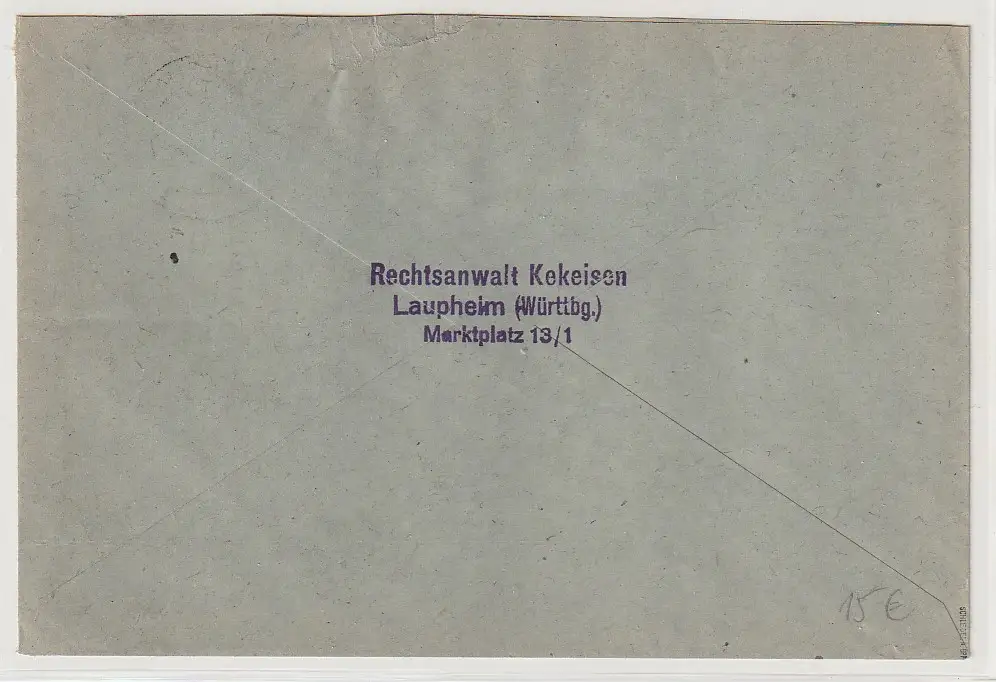 Rechtsanwalt Kekeisen
Laupheim (Württbg.)
Marktplatz 13/1
15 €